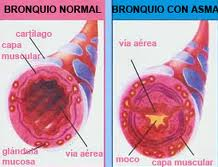 BRONQUIO NORMAL
cartílago
capa
muscular
glándula
mucosa
vía aérea
BRONQUIO CON ASMA
vía aérea
moco
capa muscular